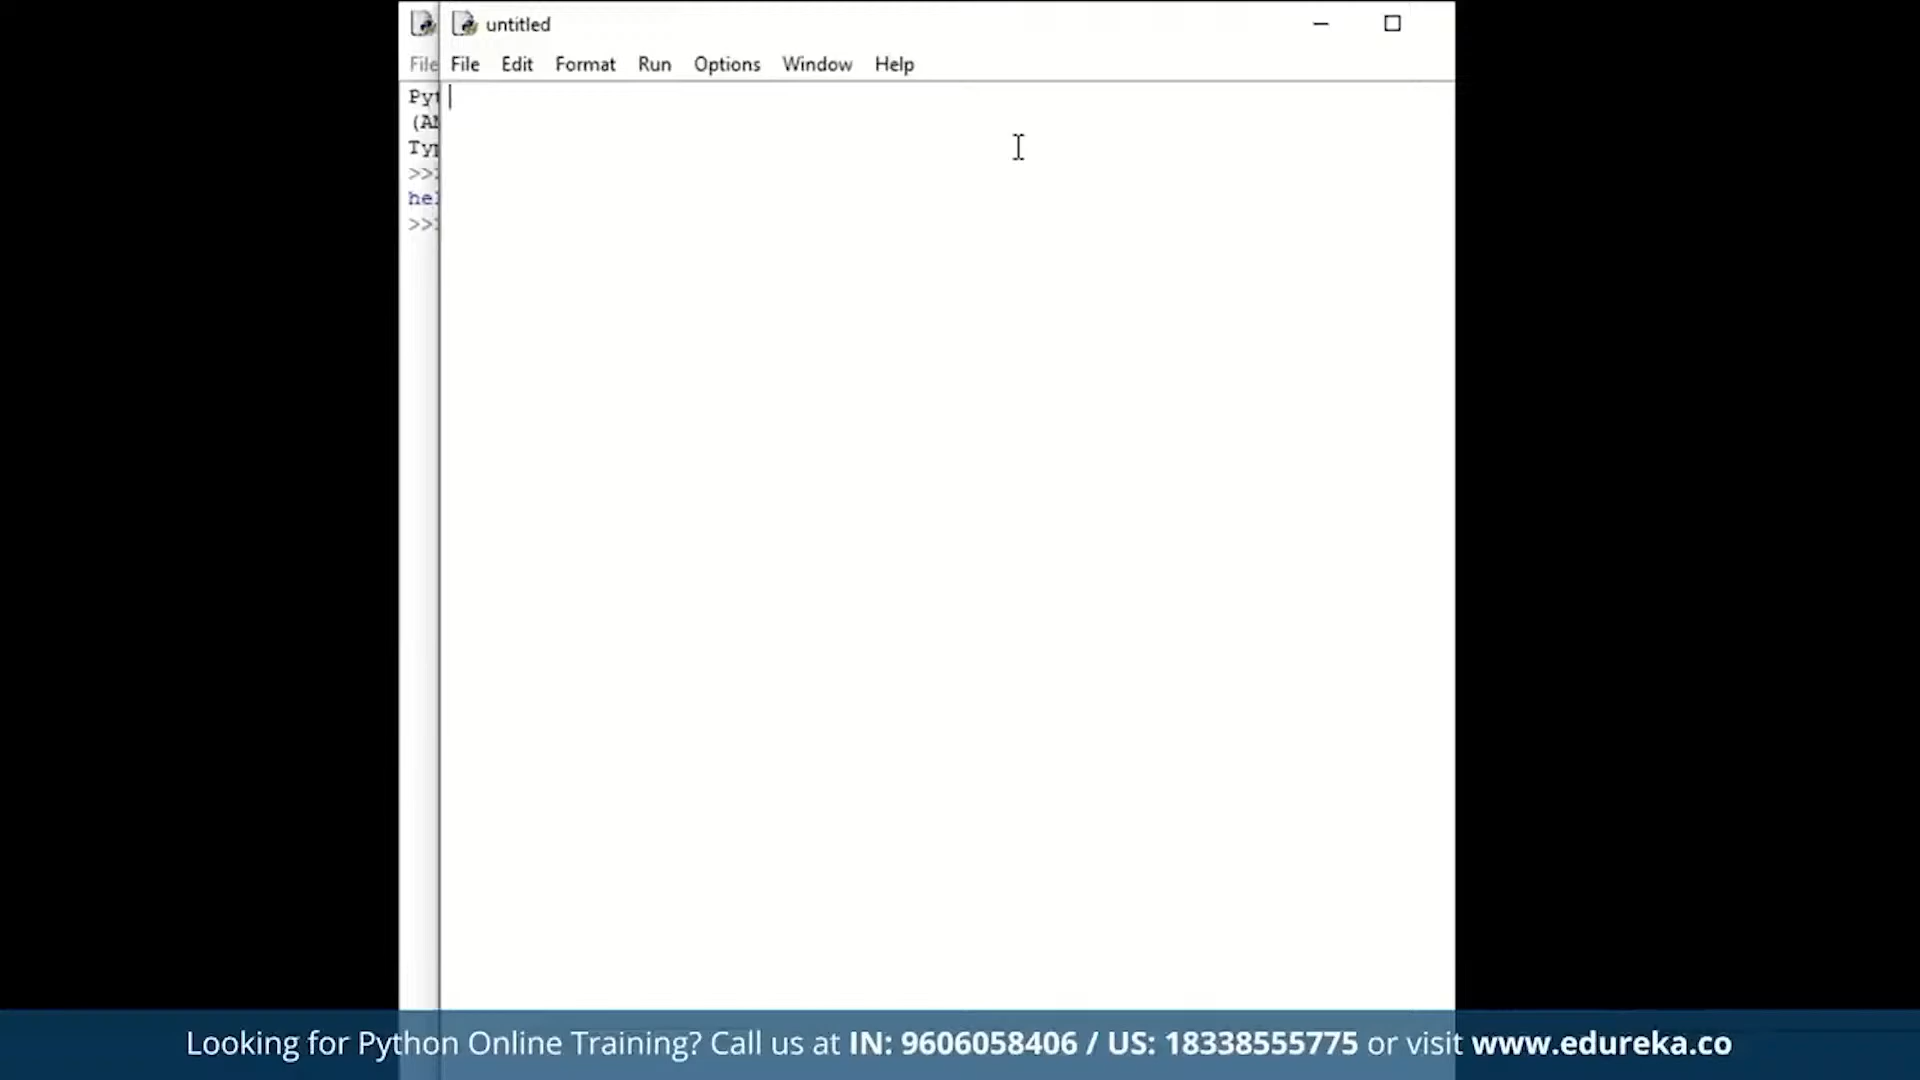 untitled
File Edit Format Run Options Window Help
File
>>
>>
Looking for Python Online Training? Call us at IN: 9606058406 / US: 18338555775 or visit www.edureka.co